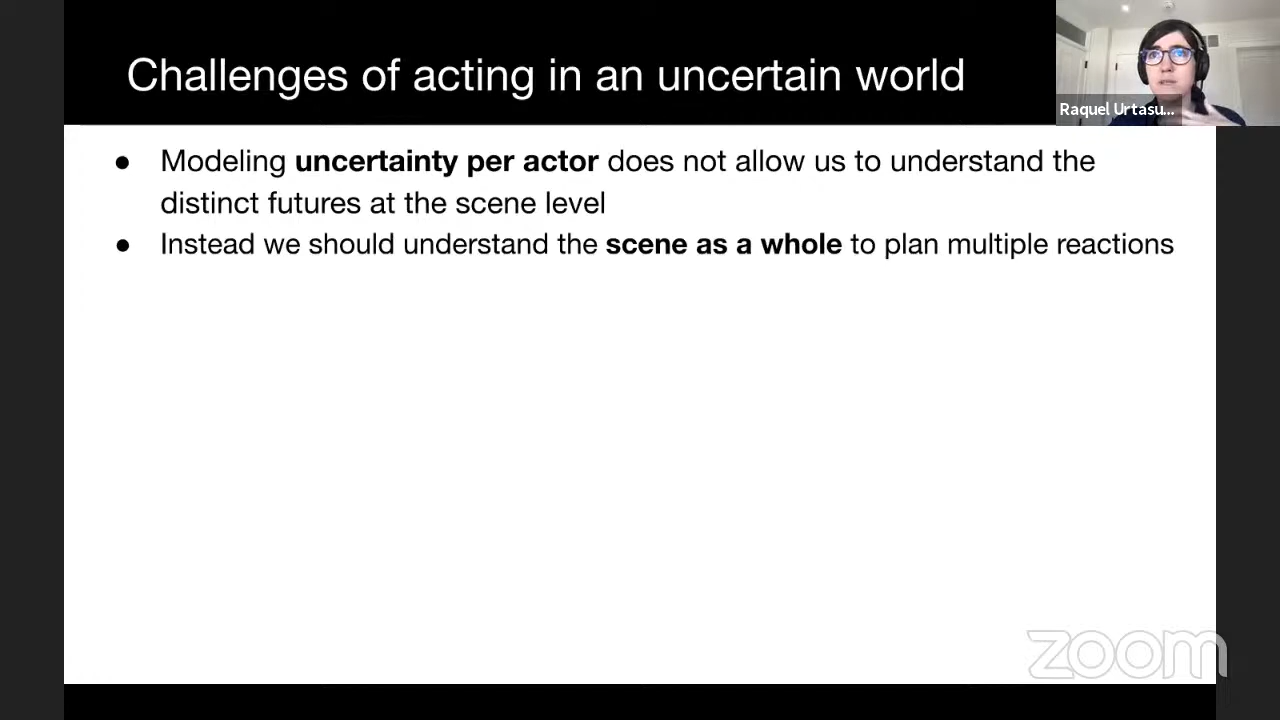 Challenges of acting in an uncertain world
Raquel Urtasu...
● Modeling uncertainty per actor does not allow us to understand the
distinct futures at the scene level
● Instead we should understand the scene as a whole to plan multiple reactions
zoom